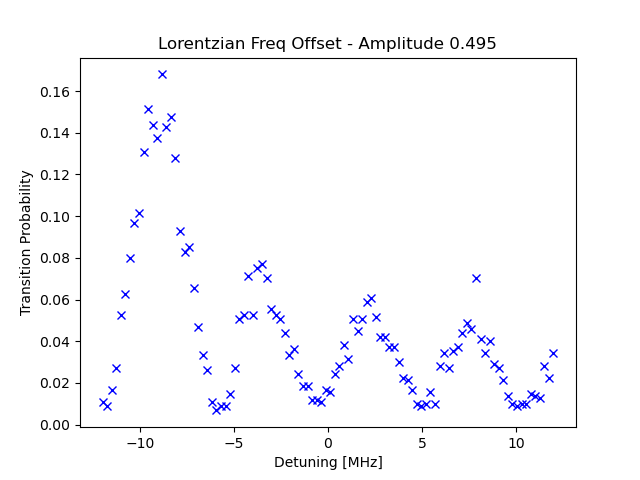 Lorentzian Freq Offset - Amplitude 0.495
Transition Probability
0.16
0.14
0.12
0.10
0.08
0.06
0.04
0.02
0.00
−10 −5 0 5 10
Detuning [MHz]